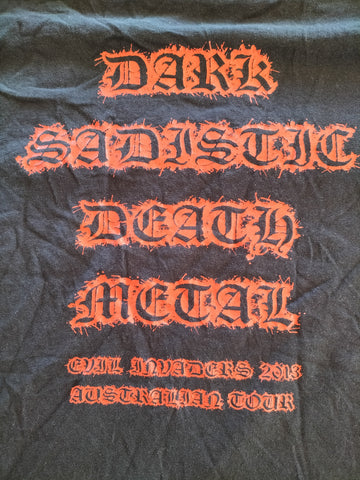 DARK
SADISTIC
DEATH
METAL
EVIL INVADERS 2013
AUSTRALIAN TOUR